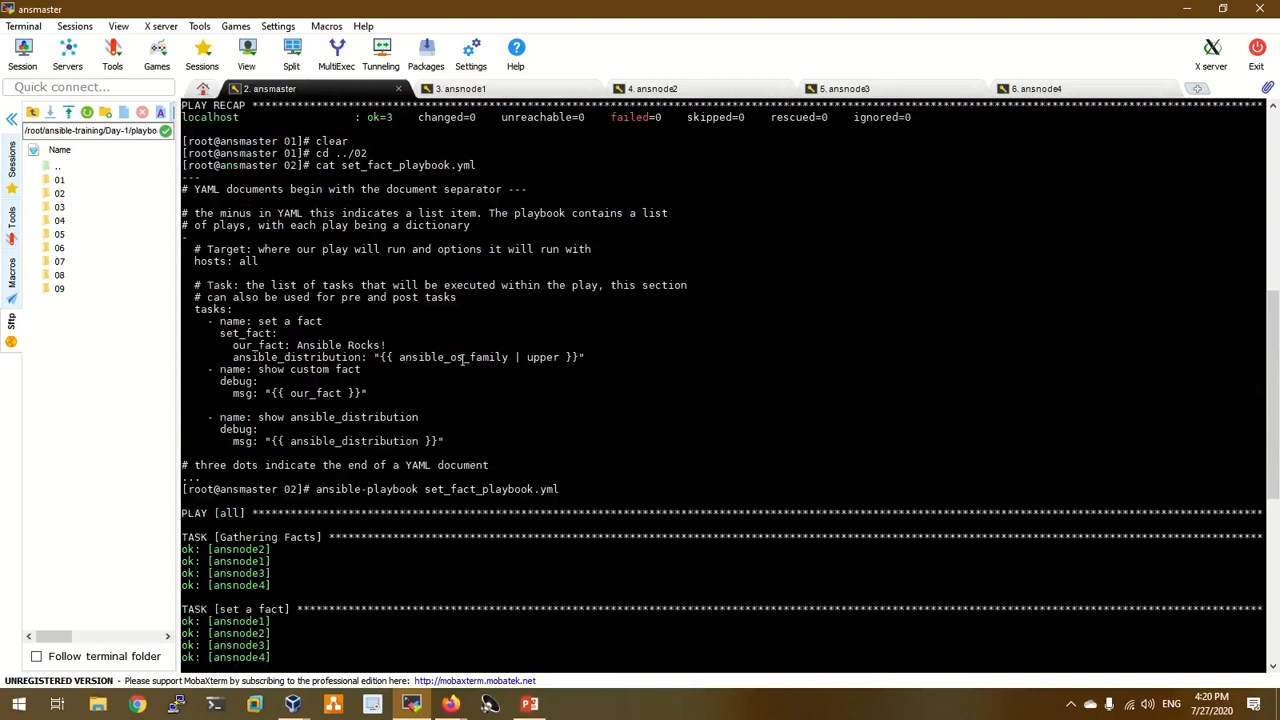 ansmaster
Terminal Sessions View X server Tools Games Settings Macros Help
Session Servers Tools Games Sessions View Split MultiExec Tunneling Packages Settings Help X server Exit
Quick connect...
2. ansmaster
3. ansnode1
4. ansnode2
5. ansnode3
6. ansnode4
/root/ansible-training/Day-1/playbo
Name
..
01
02
03
04
05
06
07
08
09
Sessions
Tools
Macros
Sftp
Follow terminal folder
PLAY RECAP *********************************************************************************************************************************
localhost                  : ok=3    changed=0    unreachable=0    failed=0    skipped=0    rescued=0    ignored=0
[root@ansmaster 01]# clear
[root@ansmaster 01]# cd ../02
[root@ansmaster 02]# cat set_fact_playbook.yml
---
# YAML documents begin with the document separator ---
# the minus in YAML this indicates a list item. The playbook contains a list
# of plays, with each play being a dictionary
-
  # Target: where our play will run and options it will run with
  hosts: all
  # Task: the list of tasks that will be executed within the play, this section
  # can also be used for pre and post tasks
  tasks:
    - name: set a fact
      set_fact:
        our_fact: Ansible Rocks!
        ansible_distribution: "{{ ansible_os_family | upper }}"
    - name: show custom fact
      debug:
        msg: "{{ our_fact }}"
    - name: show ansible_distribution
      debug:
        msg: "{{ ansible_distribution }}"
# three dots indicate the end of a YAML document
...
[root@ansmaster 02]# ansible-playbook set_fact_playbook.yml
PLAY [all] *********************************************************************************************************************************
TASK [Gathering Facts] *********************************************************************************************************************
ok: [ansnode2]
ok: [ansnode1]
ok: [ansnode3]
ok: [ansnode4]
TASK [set a fact] **************************************************************************************************************************
ok: [ansnode1]
ok: [ansnode2]
ok: [ansnode3]
ok: [ansnode4]
UNREGISTERED VERSION - Please support MobaXterm by subscribing to the professional edition here: http://mobaxterm.mobatek.net
ENG
4:20 PM
7/27/2020